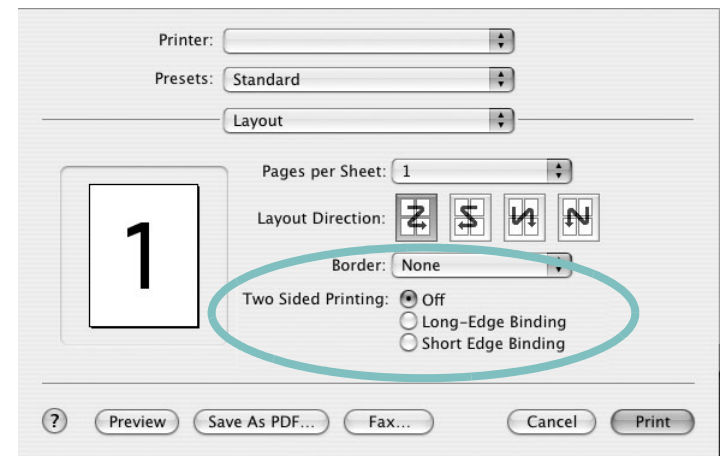 Printer:
Presets: Standard
Layout
Pages per Sheet: 1
Layout Direction:
1
Border: None
Two Sided Printing: Off
Long-Edge Binding
Short Edge Binding
? Preview Save As PDF... Fax... Cancel Print